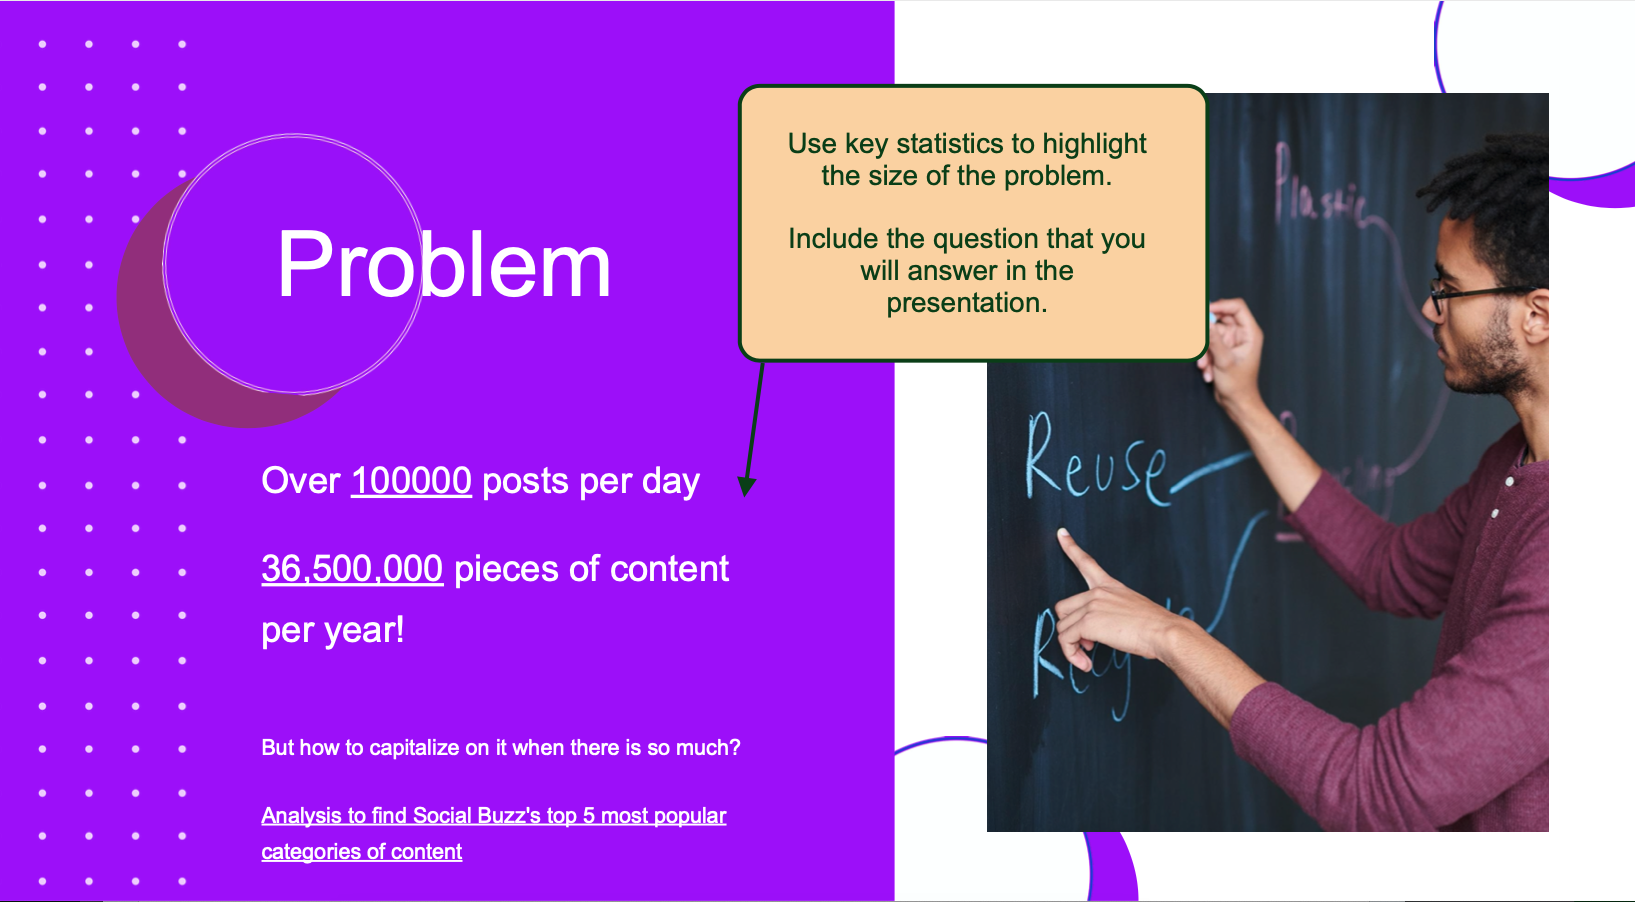 Problem
Use key statistics to highlight
the size of the problem.
Include the question that you
will answer in the
presentation.
Over 100000 posts per day
36,500,000 pieces of content
per year!
But how to capitalize on it when there is so much?
Analysis to find Social Buzz's top 5 most popular
categories of content
Plastic
Reuse